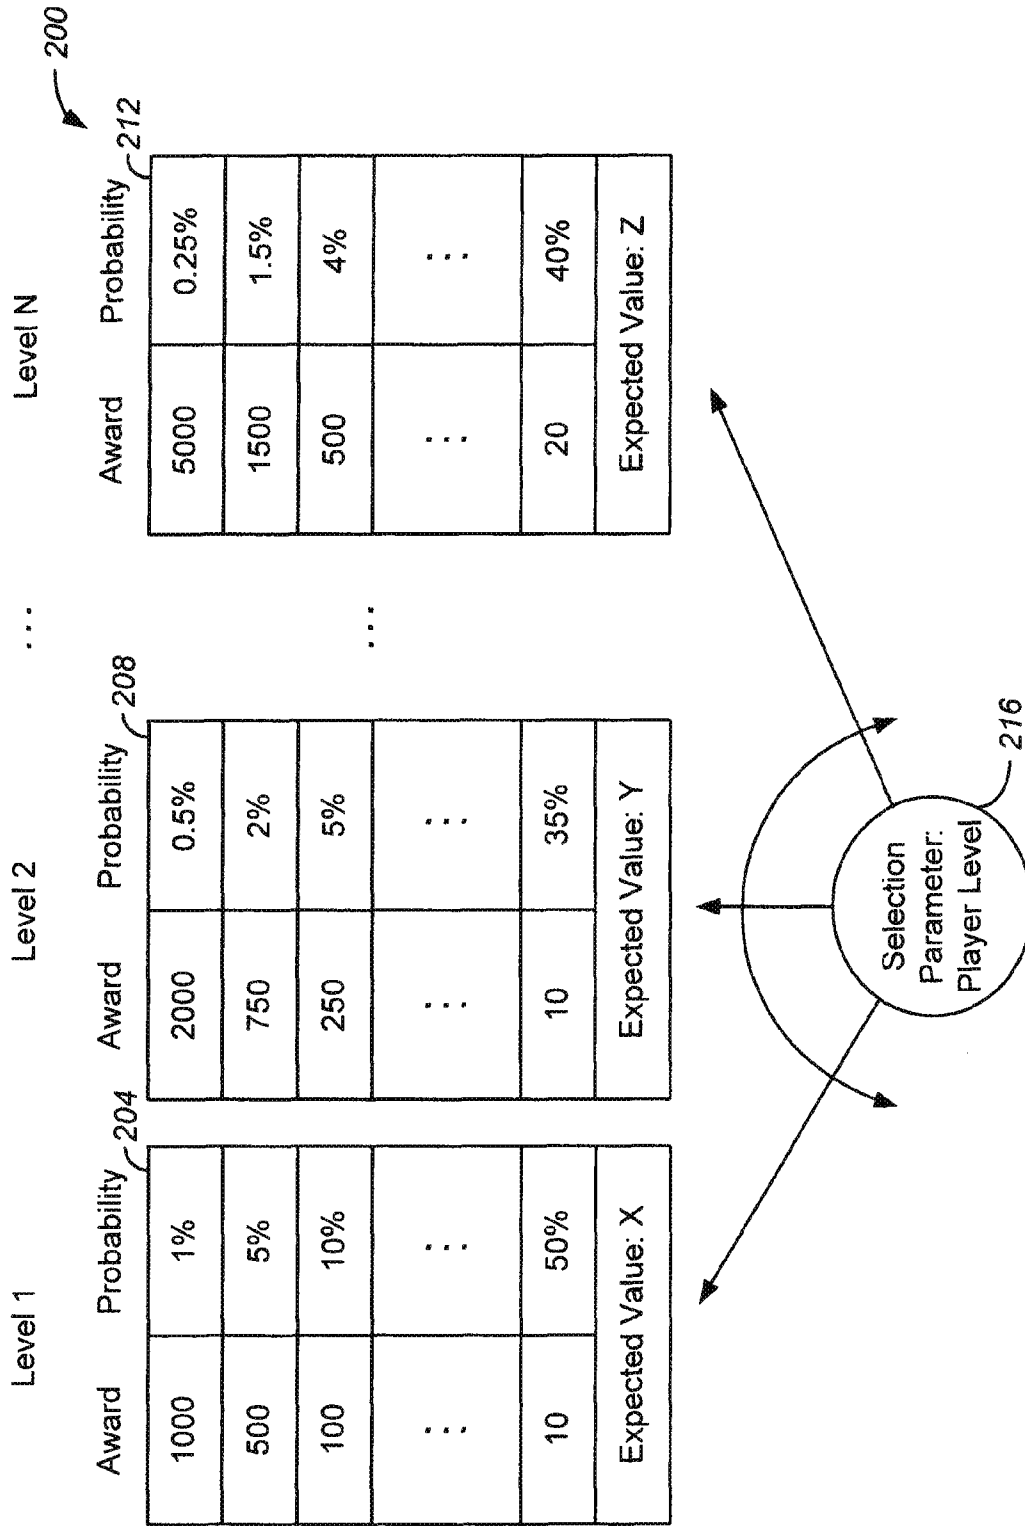 200
Level 1
Level 2
. . .
Level N
Award Probability
204
1000 1%
500 5%
100 10%
. . . . . .
10 50%
Expected Value: X
Award Probability
208
2000 0.5%
750 2%
250 5%
. . . . . .
10 35%
Expected Value: Y
. . .
Award Probability
212
5000 0.25%
1500 1.5%
500 4%
. . . . . .
20 40%
Expected Value: Z
Selection
Parameter:
Player Level
216